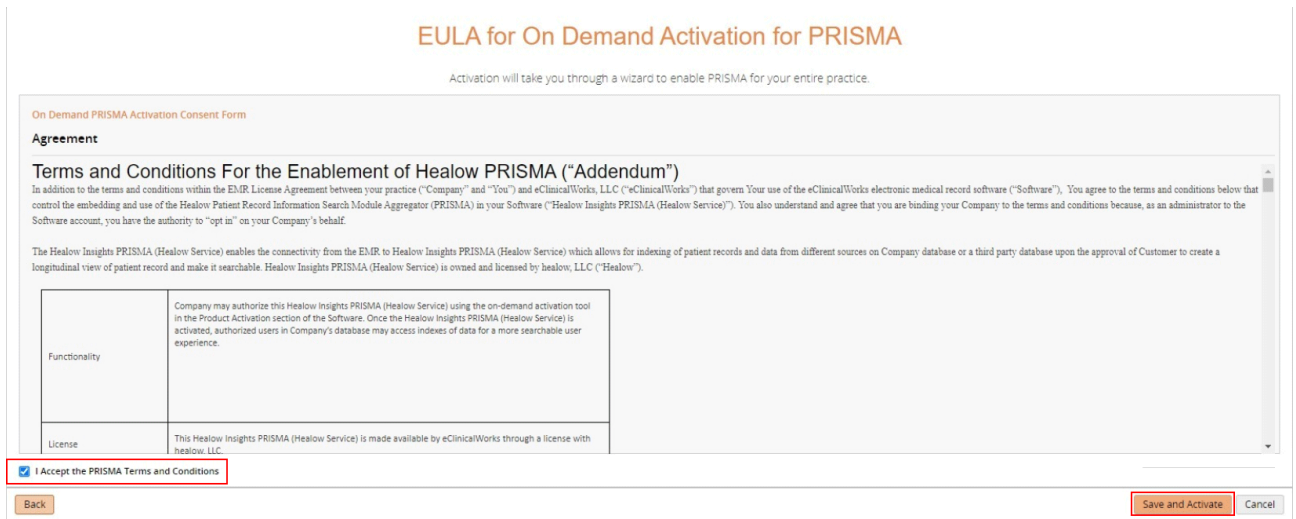 EULA for On Demand Activation for PRISMA
Activation will take you through a wizard to enable PRISMA for your entire practice.
On Demand PRISMA Activation Consent Form
Agreement
Terms and Conditions For the Enablement of Healow PRISMA (“Addendum”)
In addition to the terms and conditions within the EMR License Agreement between your practice (“Company” and “You”) and eClinicalWorks, LLC (“eClinicalWorks”) that govern Your use of the eClinicalWorks electronic medical record software (“Software”), You agree to the terms and conditions below that
control the embedding and use of the Healow Patient Record Information Search Module Aggregator (PRISMA) in your Software (“Healow Insights PRISMA (Healow Service)”). You also understand and agree that you are binding your Company to the terms and conditions because, as an administrator to the
Software account, you have the authority to “opt in” on your Company’s behalf.
The Healow Insights PRISMA (Healow Service) enables the connectivity from the EMR to Healow Insights PRISMA (Healow Service) which allows for indexing of patient records and data from different sources on Company database or a third party database upon the approval of Customer to create a
longitudinal view of patient record and make it searchable. Healow Insights PRISMA (Healow Service) is owned and licensed by healow, LLC (“Healow”).
Functionality
Company may authorize this Healow Insights PRISMA (Healow Service) using the on-demand activation tool
in the Product Activation section of the Software. Once the Healow Insights PRISMA (Healow Service) is
activated, authorized users in Company’s database may access indexes of data for a more searchable user
experience.
License
This Healow Insights PRISMA (Healow Service) is made available by eClinicalWorks through a license with
healow, LLC.
I Accept the PRISMA Terms and Conditions
Back
Save and Activate
Cancel